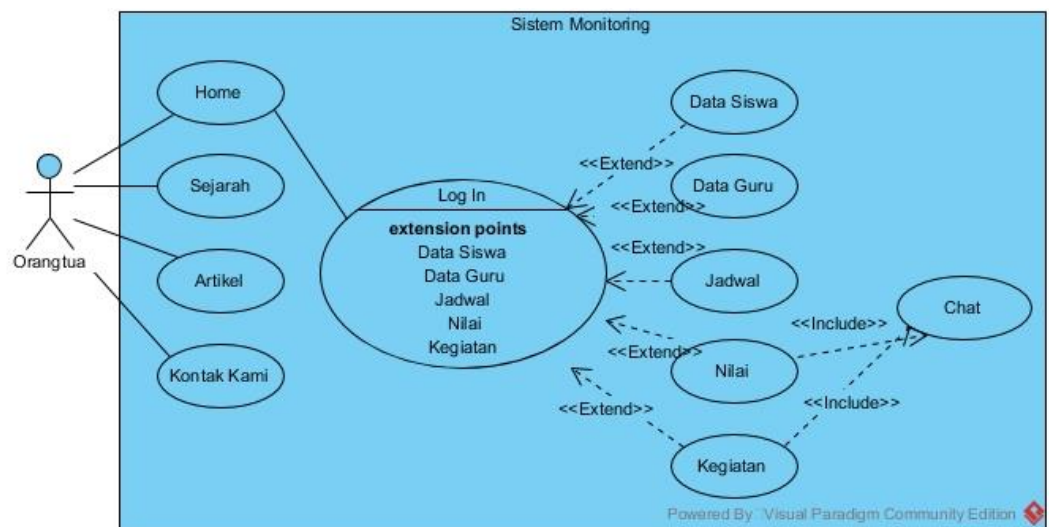 Sistem Monitoring
Home
Sejarah
Artikel
Kontak Kami
Orangtua
Log In
extension points
Data Siswa
Data Guru
Jadwal
Nilai
Kegiatan
<<Extend>>
<<Extend>>
<<Extend>>
<<Extend>>
<<Extend>>
Data Siswa
Data Guru
Jadwal
Nilai
Kegiatan
<<Include>>
<<Include>>
Chat
Powered By Visual Paradigm Community Edition